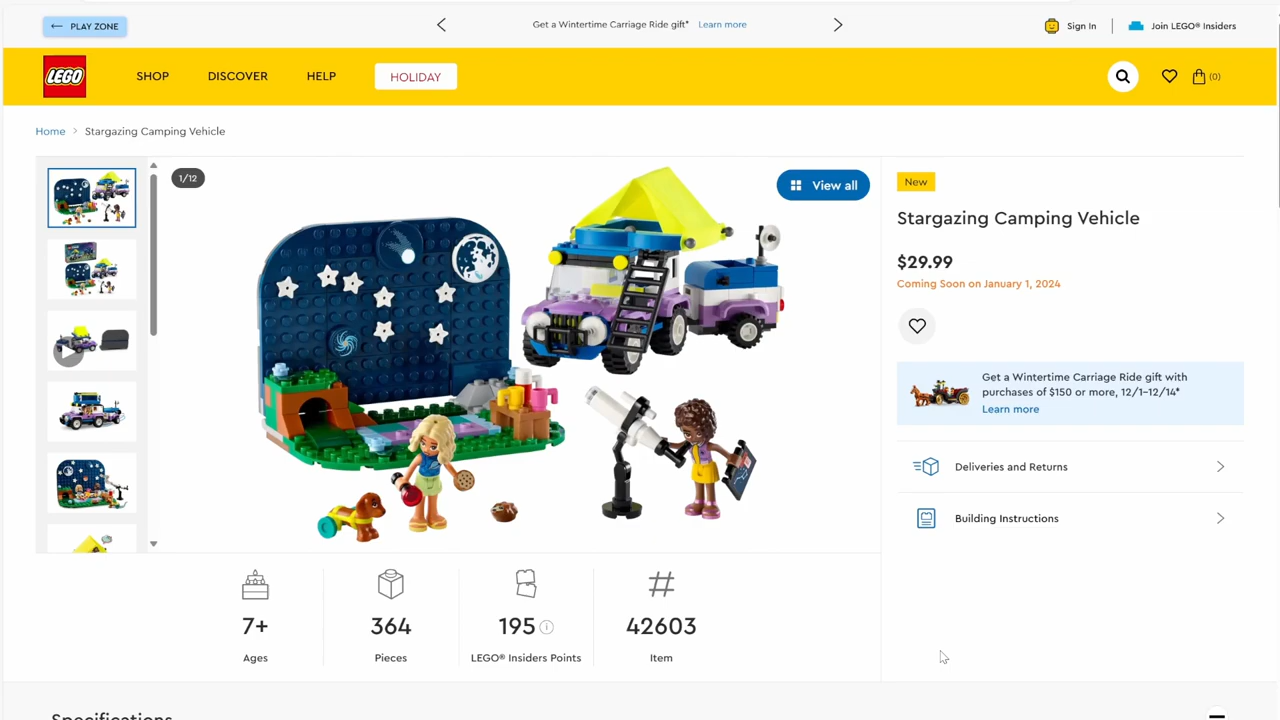 PLAY ZONE
Get a Wintertime Carriage Ride gift* Learn more
Sign In
Join LEGO® Insiders
LEGO
SHOP
DISCOVER
HELP
HOLIDAY
(0)
Home > Stargazing Camping Vehicle
1/12
View all
New
Stargazing Camping Vehicle
$29.99
Coming Soon on January 1, 2024
Get a Wintertime Carriage Ride gift with
purchases of $150 or more, 12/1–12/14*
Learn more
Deliveries and Returns
Building Instructions
7+
Ages
364
Pieces
195
LEGO® Insiders Points
42603
Item
Specifications